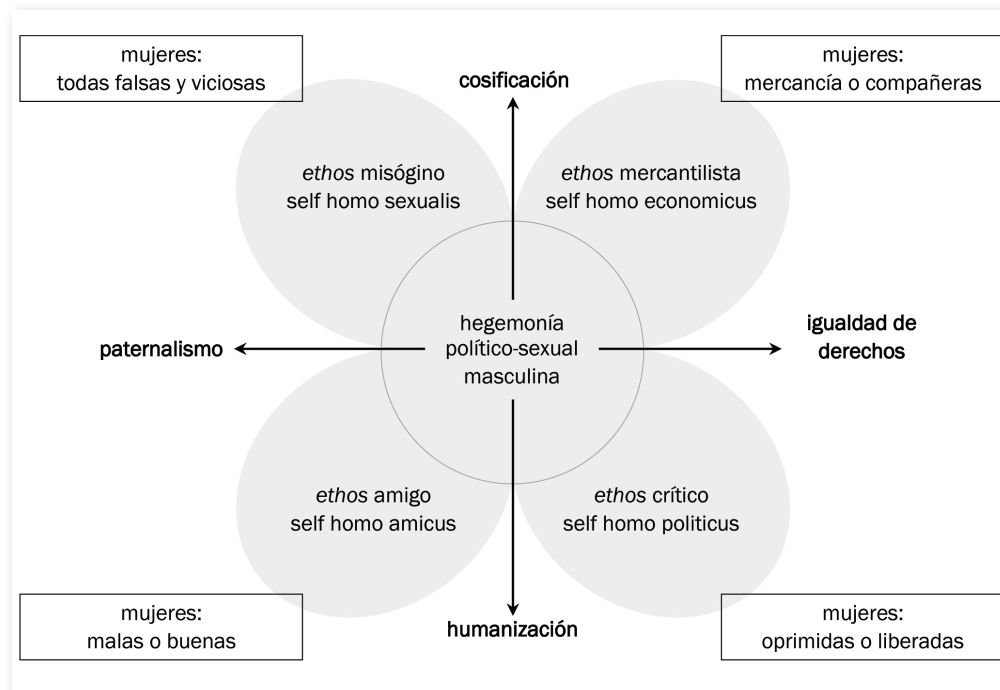 mujeres:
todas falsas y viciosas
cosificación
mujeres:
mercancía o compañeras
ethos misógino
self homo sexualis
ethos mercantilista
self homo economicus
paternalismo
hegemonía
político-sexual
masculina
igualdad de
derechos
ethos amigo
self homo amicus
ethos crítico
self homo politicus
mujeres:
malas o buenas
humanización
mujeres:
oprimidas o liberadas